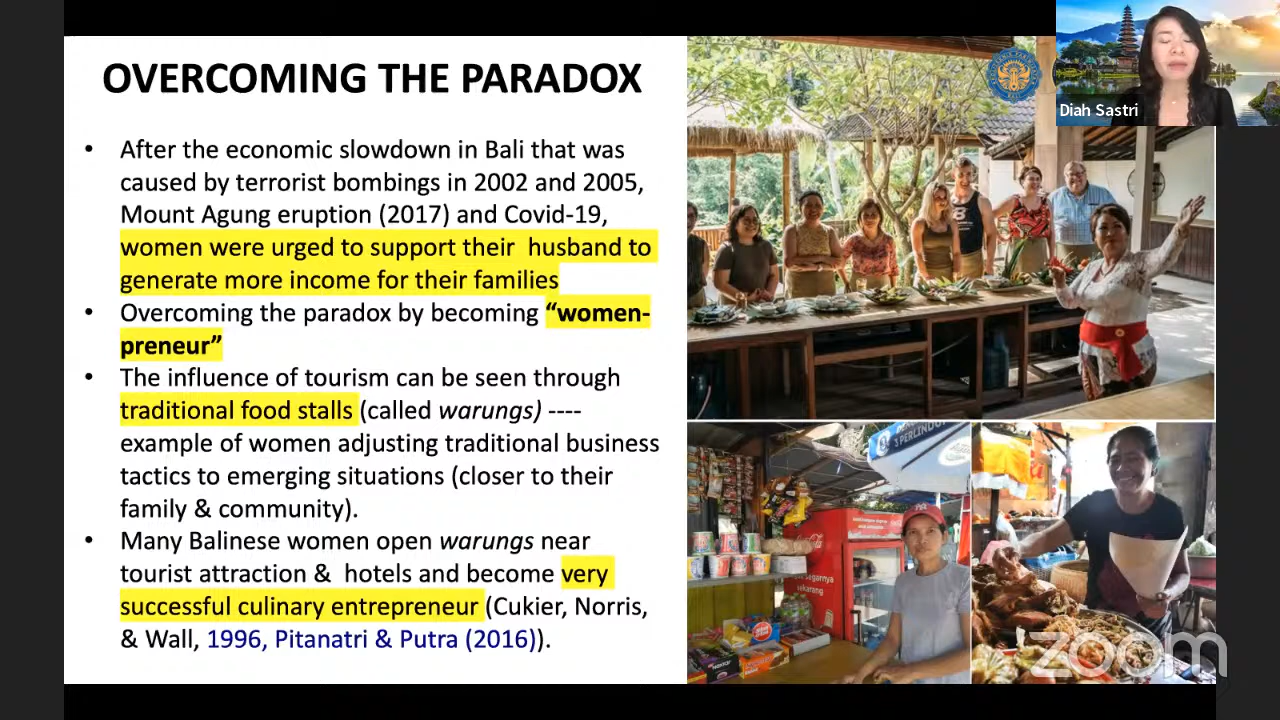 OVERCOMING THE PARADOX
• After the economic slowdown in Bali that was
caused by terrorist bombings in 2002 and 2005,
Mount Agung eruption (2017) and Covid-19,
women were urged to support their husband to
generate more income for their families
• Overcoming the paradox by becoming “women-
preneur”
• The influence of tourism can be seen through
traditional food stalls (called warungs) ----
example of women adjusting traditional business
tactics to emerging situations (closer to their
family & community).
• Many Balinese women open warungs near
tourist attraction & hotels and become very
successful culinary entrepreneur (Cukier, Norris,
& Wall, 1996, Pitanatri & Putra (2016)).
Diah Sastri
3 PERLINDU
Coca-Cola
zoom